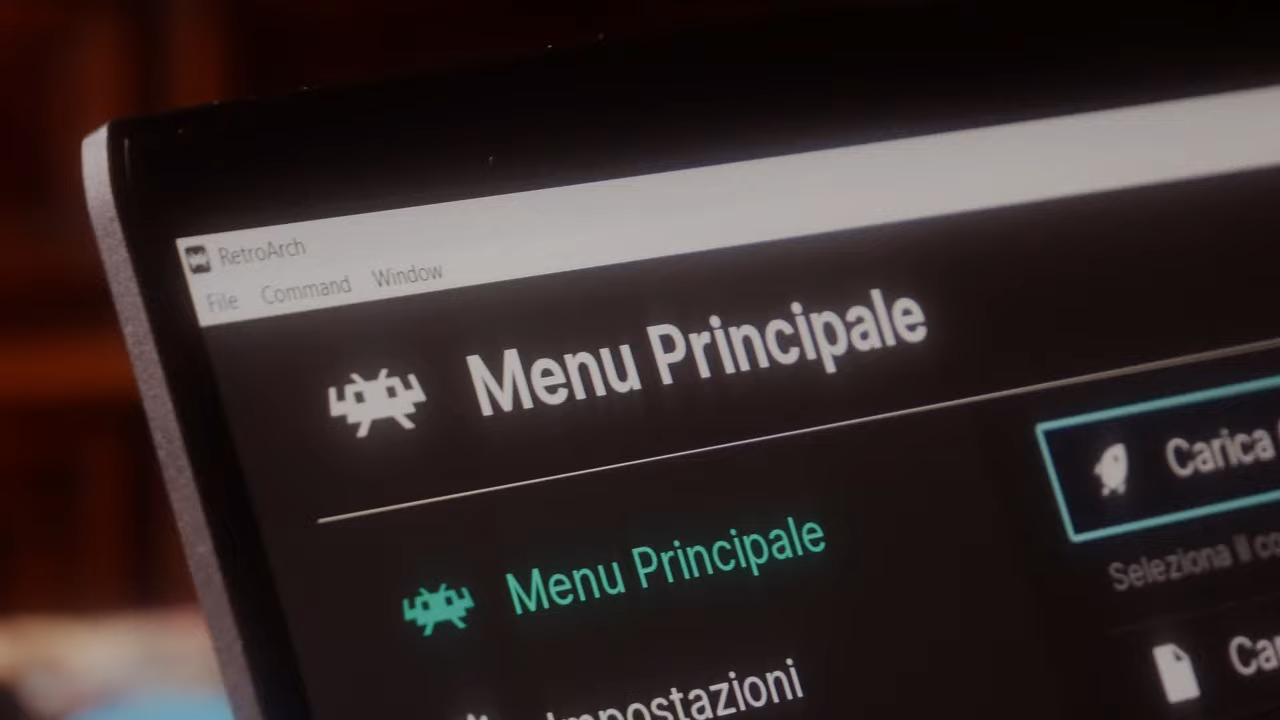 RetroArch
File Command Window
Menu Principale
Menu Principale
Impostazioni
Carica
Seleziona il